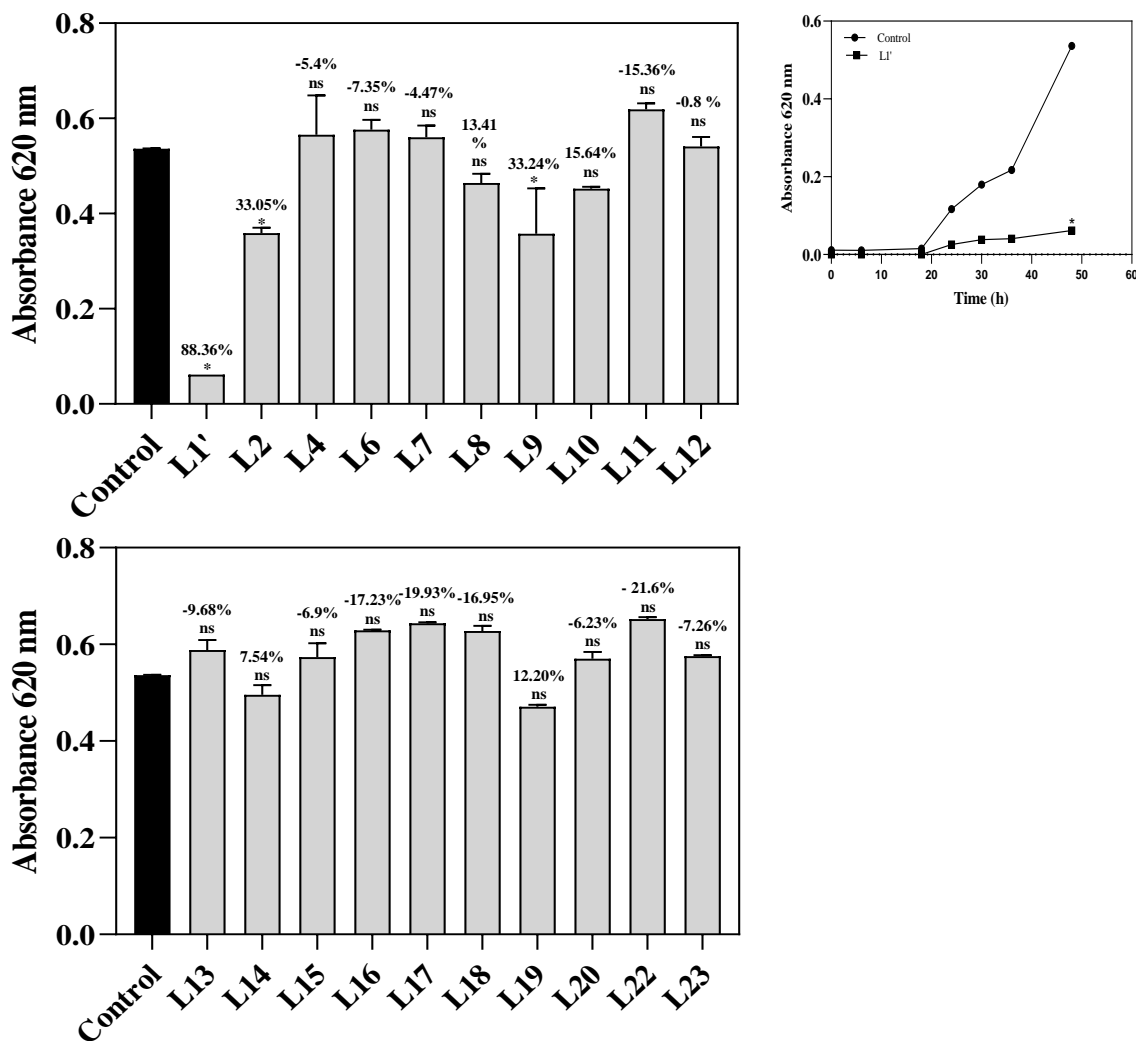 Absorbance 620 nm
0.8
0.6
0.4
0.2
0.0
88.36%
*
33.05%
*
-5.4%
ns
-7.35%
ns
-4.47%
ns
13.41
%
ns
33.24%
*
15.64%
ns
-15.36%
ns
-0.8 %
ns
Control
L1'
L2
L4
L6
L7
L8
L9
L10
L11
L12
Absorbance 620 nm
0.6
0.4
0.2
0.0
Control
L1'
*
0
10
20
30
40
50
60
Time (h)
Absorbance 620 nm
0.8
0.6
0.4
0.2
0.0
-9.68%
ns
7.54%
ns
-6.9%
ns
-17.23%
ns
-19.93%
ns
-16.95%
ns
12.20%
ns
-6.23%
ns
- 21.6%
ns
-7.26%
ns
Control
L13
L14
L15
L16
L17
L18
L19
L20
L22
L23